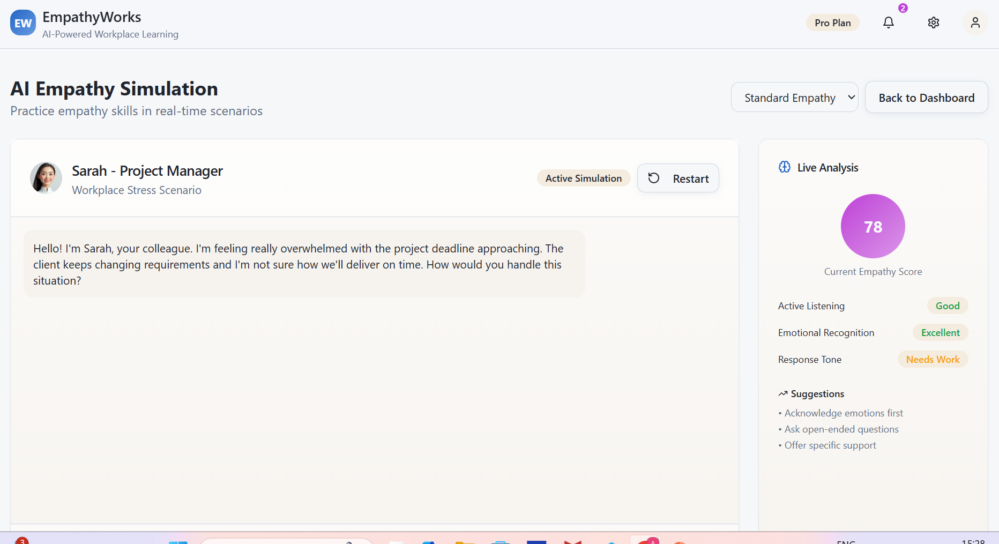 EW
EmpathyWorks
AI-Powered Workplace Learning
Pro Plan
2
AI Empathy Simulation
Practice empathy skills in real-time scenarios
Standard Empathy
Back to Dashboard
Sarah - Project Manager
Workplace Stress Scenario
Active Simulation
Restart
Hello! I'm Sarah, your colleague. I'm feeling really overwhelmed with the project deadline approaching. The
client keeps changing requirements and I'm not sure how we'll deliver on time. How would you handle this
situation?
Live Analysis
78
Current Empathy Score
Active Listening
Good
Emotional Recognition
Excellent
Response Tone
Needs Work
Suggestions
• Acknowledge emotions first
• Ask open-ended questions
• Offer specific support
3
ENG
15:28